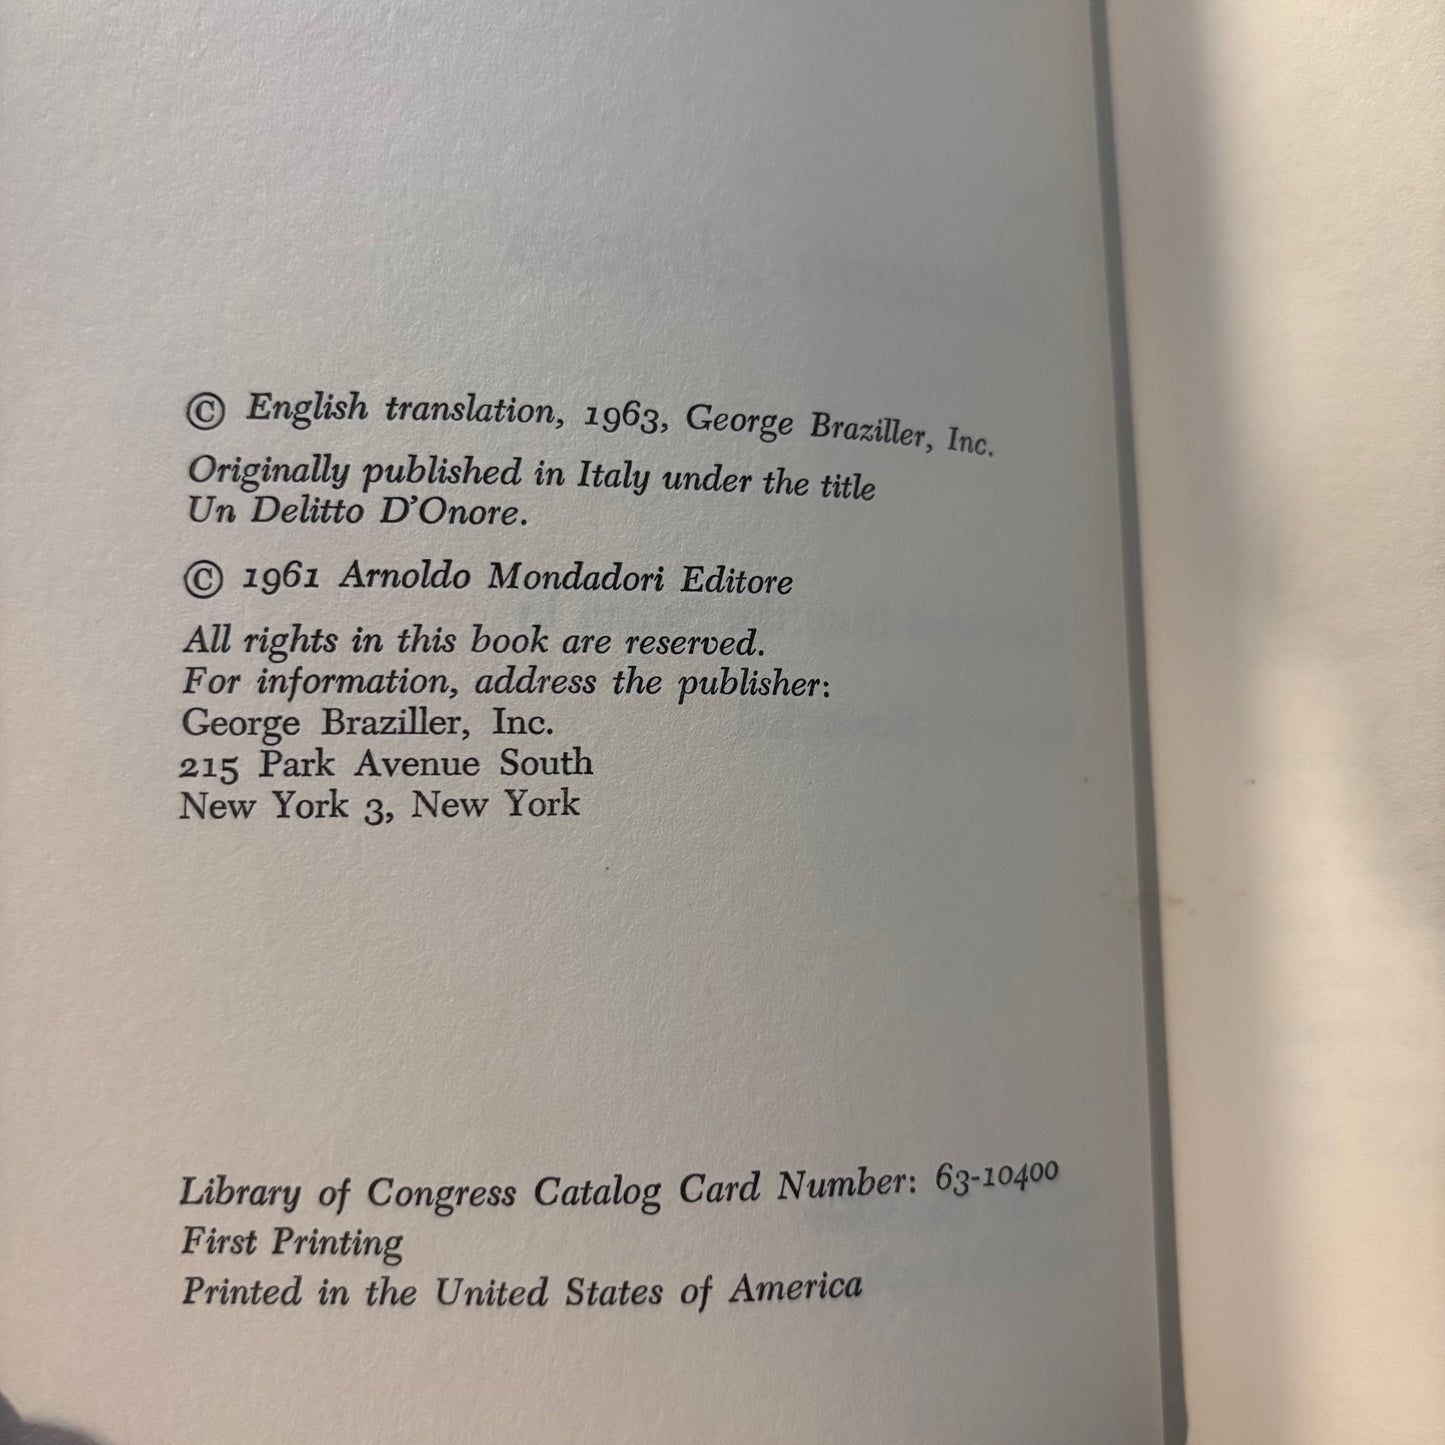 © English translation, 1963, George Braziller, Inc.
Originally published in Italy under the title
Un Delitto D’Onore.
© 1961 Arnoldo Mondadori Editore
All rights in this book are reserved.
For information, address the publisher:
George Braziller, Inc.
215 Park Avenue South
New York 3, New York
Library of Congress Catalog Card Number: 63-10400
First Printing
Printed in the United States of America